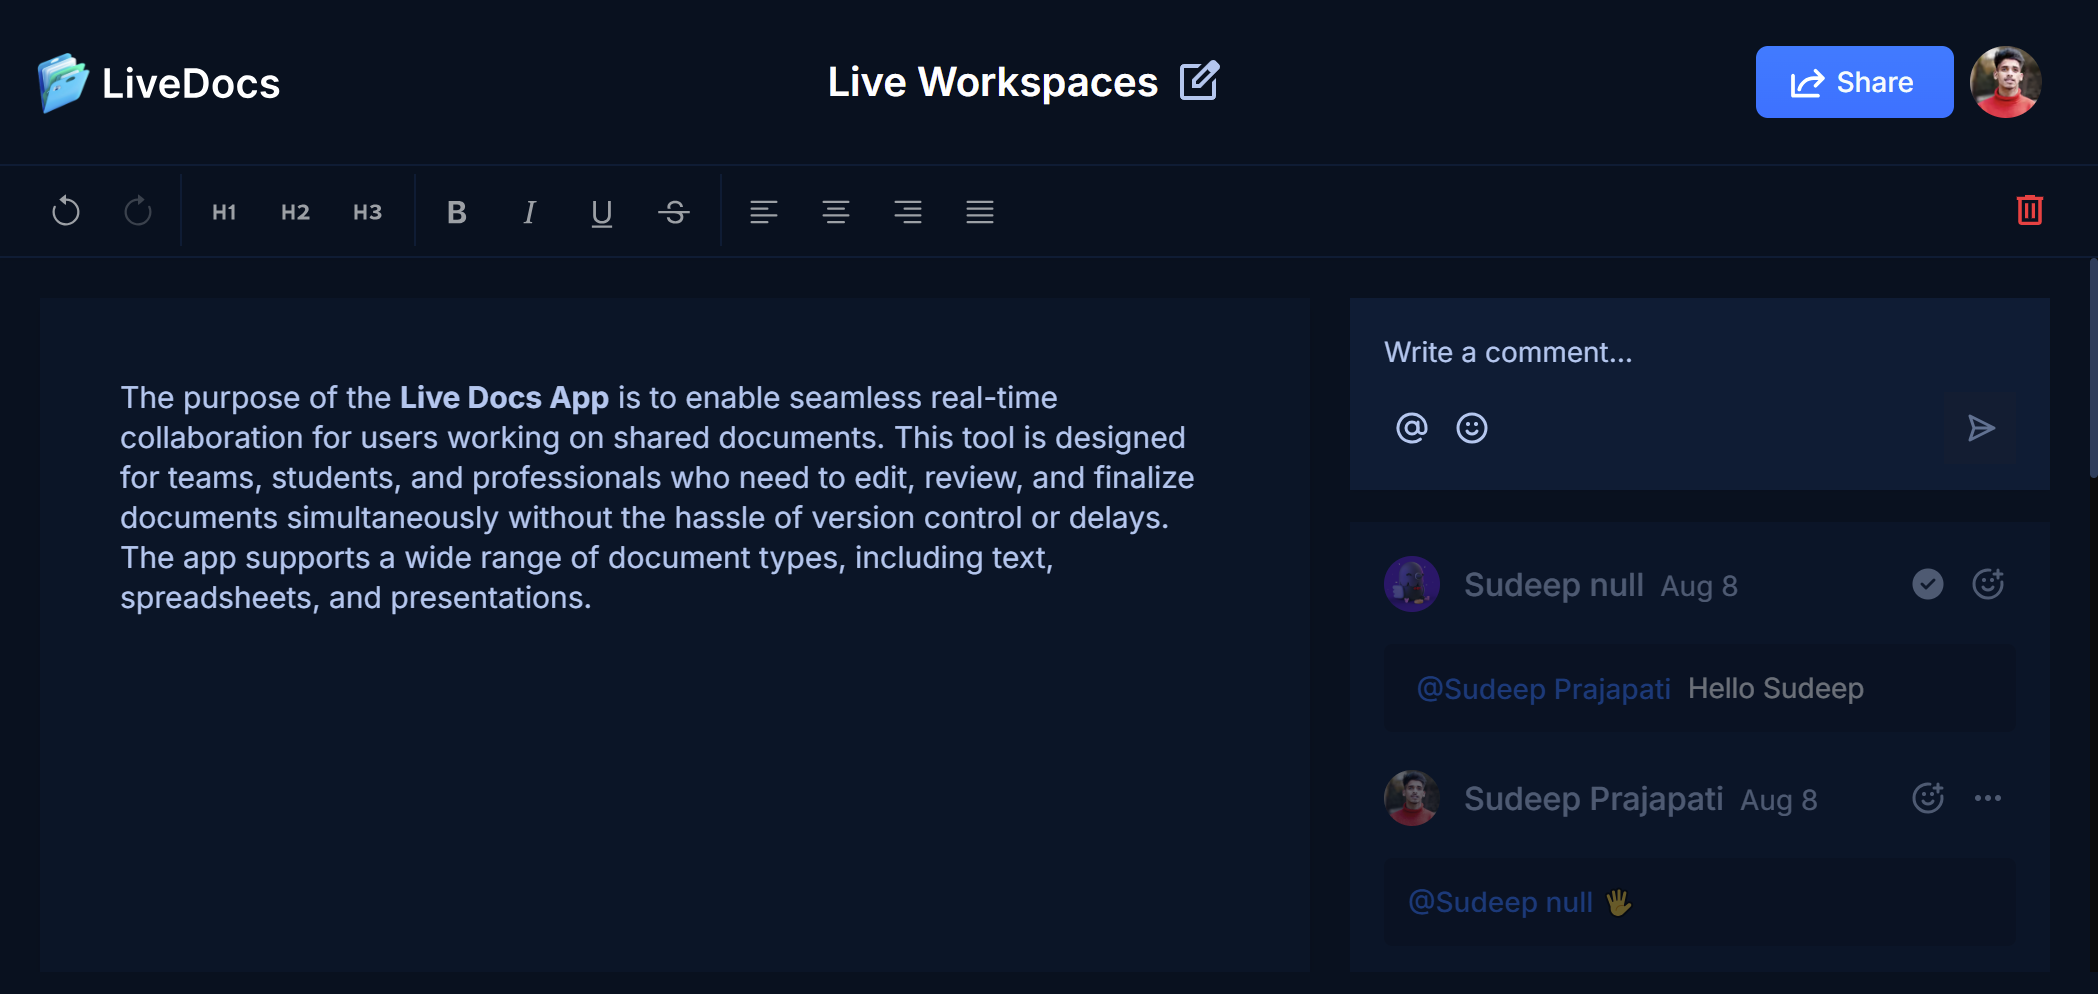 LiveDocs
Live Workspaces
Share
H1 H2 H3 B I U S
The purpose of the Live Docs App is to enable seamless real-time
collaboration for users working on shared documents. This tool is designed
for teams, students, and professionals who need to edit, review, and finalize
documents simultaneously without the hassle of version control or delays.
The app supports a wide range of document types, including text,
spreadsheets, and presentations.
Write a comment…
Sudeep null Aug 8
@Sudeep Prajapati Hello Sudeep
Sudeep Prajapati Aug 8
@Sudeep null 🖐